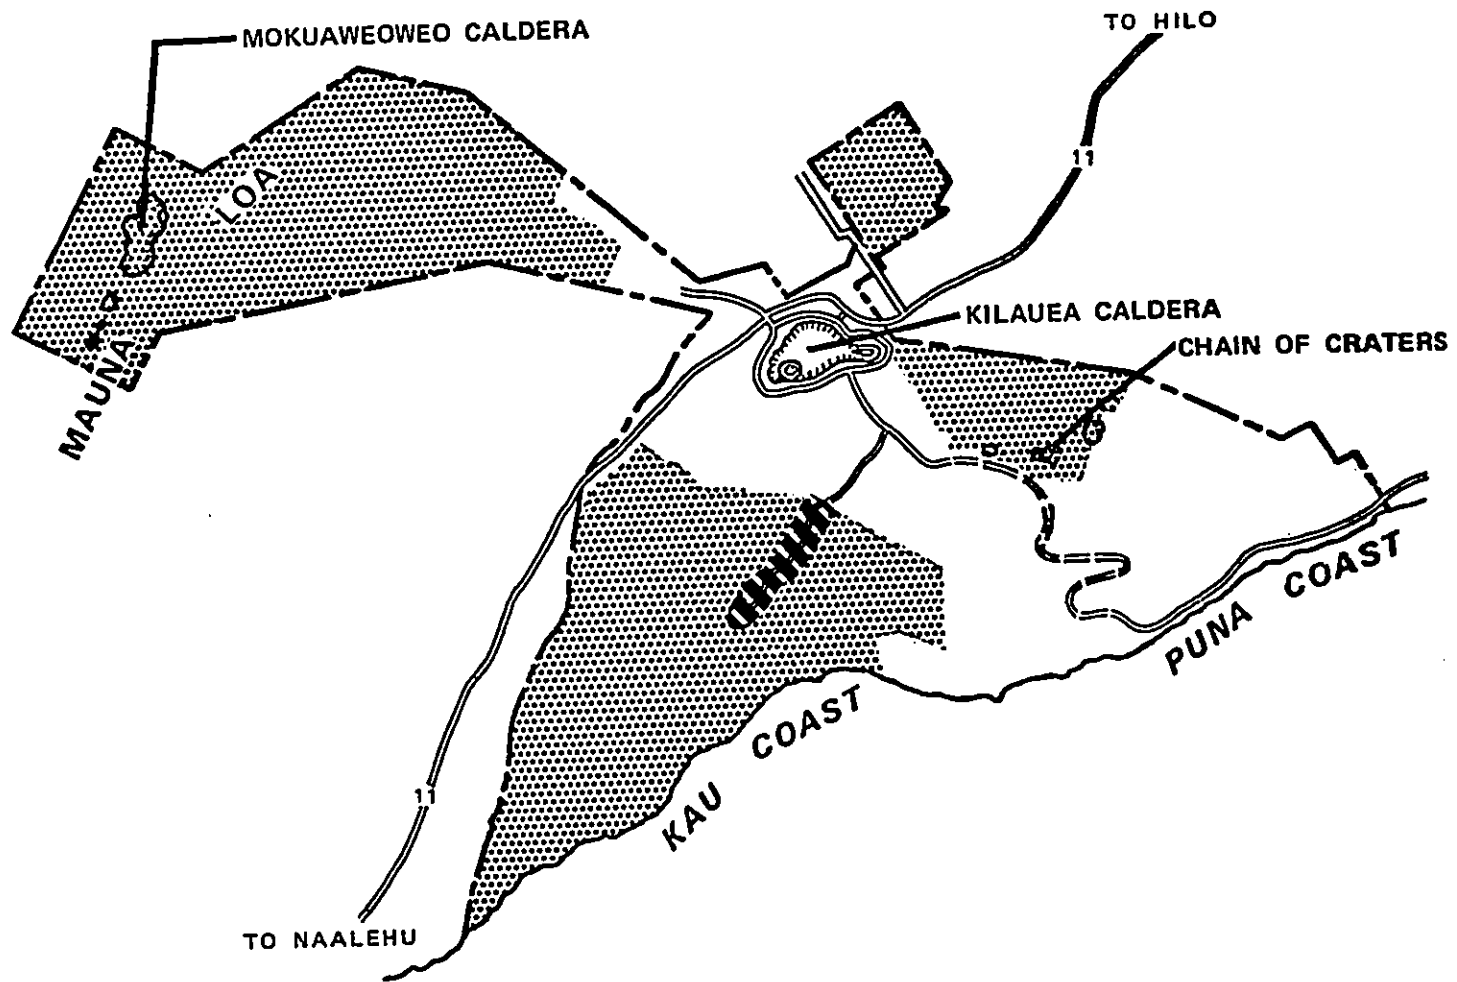 TO HILO
MOKUAWEOWEO CALDERA
11
LOA
MAUNA
KILAUEA CALDERA
CHAIN OF CRATERS
PUNA COAST
KAU COAST
11
TO NAALEHU